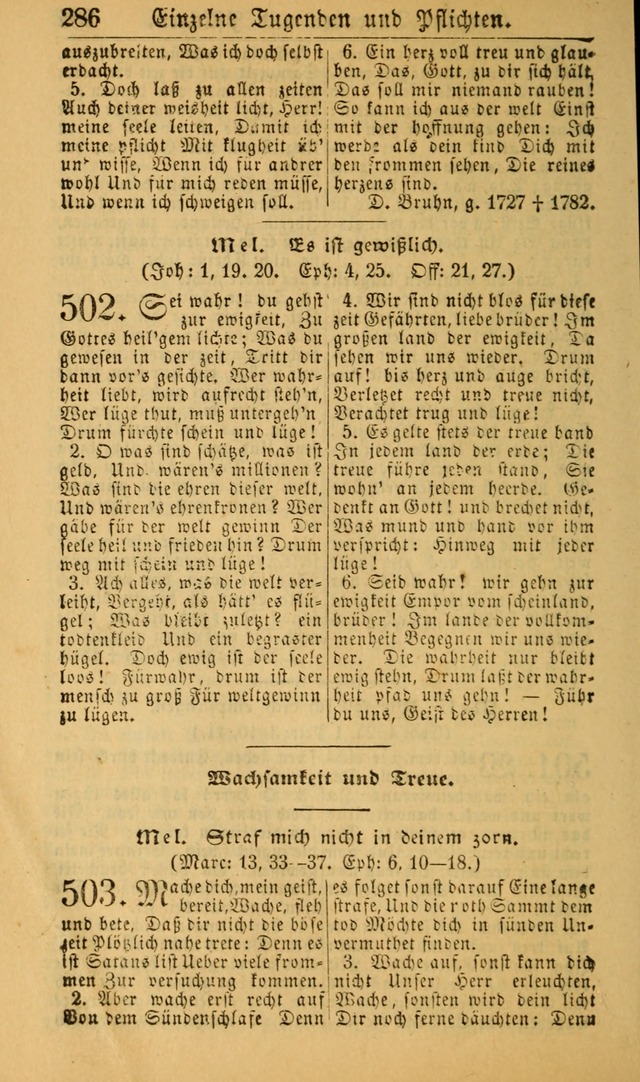 286 Einzelne Tugenden und Pflichten.
auszubreiten, Was ich doch selbst
erdacht.
5. Doch laß zu allen zeiten
Auch deiner weisheit licht, Herr!
meine seele leiten, Damit ich
meine pflicht Mit klugheit üb'
und wisse, Wenn ich für andrer
wohl Und für mich reden müsse,
Und wenn ich schweigen soll.
6. Ein herz voll treu und glau-
ben, Das, Gott, zu dir sich hält,
Das soll mir niemand rauben!
So kann ich aus der welt Einst
mit der hoffnung gehen: Ich
werde als dein kind Dich mit
den frommen sehen, Die reines
herzens sind.
D. Bruhn, g. 1727 † 1782.
Mel. Es ist gewißlich.
(Joh: 1, 19. 20. Eph: 4, 25. Off: 21, 27.)
502. Sei wahr! du gehst
zur ewigkeit, Zu
Gottes heil'gem lichte; Was du
gewesen in der zeit, Tritt dir
dann vor's gesichte. Wer wahr-
heit liebt, wird aufrecht steh'n,
Wer lüge thut, muß untergeh'n
Drum fürchte schein und lüge!
2. O was sind schätze, was ist
geld, Und wären's millionen?
Was sind die ehren dieser welt,
Und wären's ehrenkronen? Wer
gäbe für der welt gewinn Der
seele heil und frieden hin? Drum
weg mit schein und lüge!
3. Ach alles, was die welt ver-
leiht, Vergeht, als hätt' es flü-
gel; Was bleibt zuletzt? ein
todtenkleid Und ein begraster
hügel. Doch ewig ist der seele
loos! Fürwahr, drum ist der
mensch zu groß Für weltgewinn
zu lügen.
4. Wir sind nicht blos für diese
zeit Gefährten, liebe brüder! Im
großen land der ewigkeit, Da
sehen wir uns wieder. Drum
auf! bis herz und auge bricht,
Verletzet recht und treue nicht,
Verachtet trug und lüge!
5. Es gelte stets der treue band
In jedem land der erde; Die
treue führe jeden stand, Sie
wohn' an jedem heerde. Ge-
denkt an Gott! und brechet nicht,
Was mund und hand vor ihm
verspricht: Hinweg mit jeder
lüge!
6. Seid wahr! wir gehn zur
ewigkeit Empor vom scheinland,
brüder! Im lande der vollkom-
menheit Begegnen wir uns wie-
der. Die wahrheit nur bleibt
ewig stehn, Drum laßt der wahr-
heit pfad uns gehn! — Führ
du uns, Geist des Herren!
Wachsamkeit und Treue.
Mel. Straf mich nicht in deinem zorn.
(Marc: 13, 33--37. Eph: 6, 10—18.)
503. Mache dich, mein geist,
bereit, Wache, fleh
und bete, Daß dir nicht die böse
zeit Plötzlich nahe trete: Denn es
ist Satans list Ueber viele from-
men Zur versuchung kommen.
2. Aber wache erst recht auf
Von dem Sündenschlafe Denn
es folget sonst darauf Eine lange
strafe, Und die noth Sammt dem
tod Möchte dich in sünden Un-
vermuthet finden.
3. Wache auf, sonst kann dich
nicht Unser Herr erleuchten,
Wache, sonsten wird dein licht
Dir noch ferne däuchten: Denn